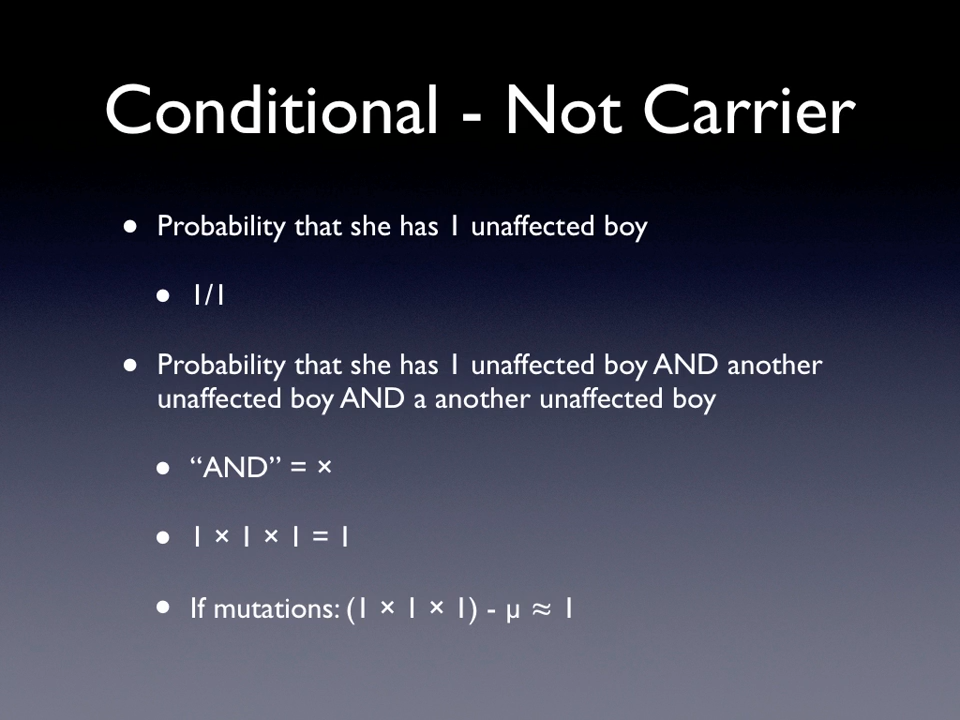 Conditional - Not Carrier
• Probability that she has 1 unaffected boy
• 1/1
• Probability that she has 1 unaffected boy AND another
unaffected boy AND a another unaffected boy
• “AND” = ×
• 1 × 1 × 1 = 1
• If mutations: (1 × 1 × 1) - μ ≈ 1